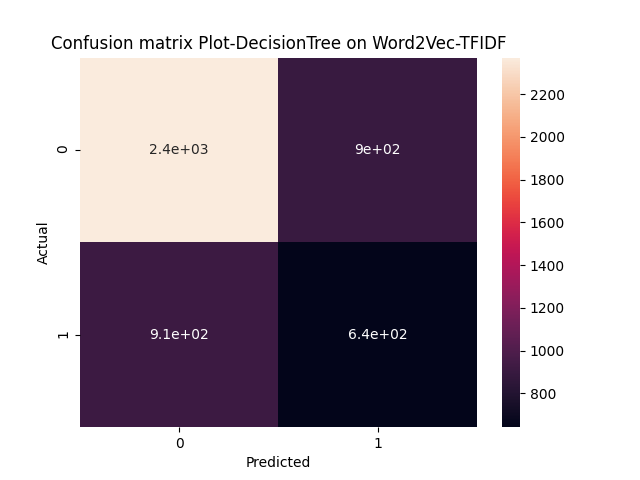 Confusion matrix Plot-DecisionTree on Word2Vec-TFIDF
2.4e+03
9e+02
9.1e+02
6.4e+02
0
1
Actual
0
1
Predicted
2200
2000
1800
1600
1400
1200
1000
800